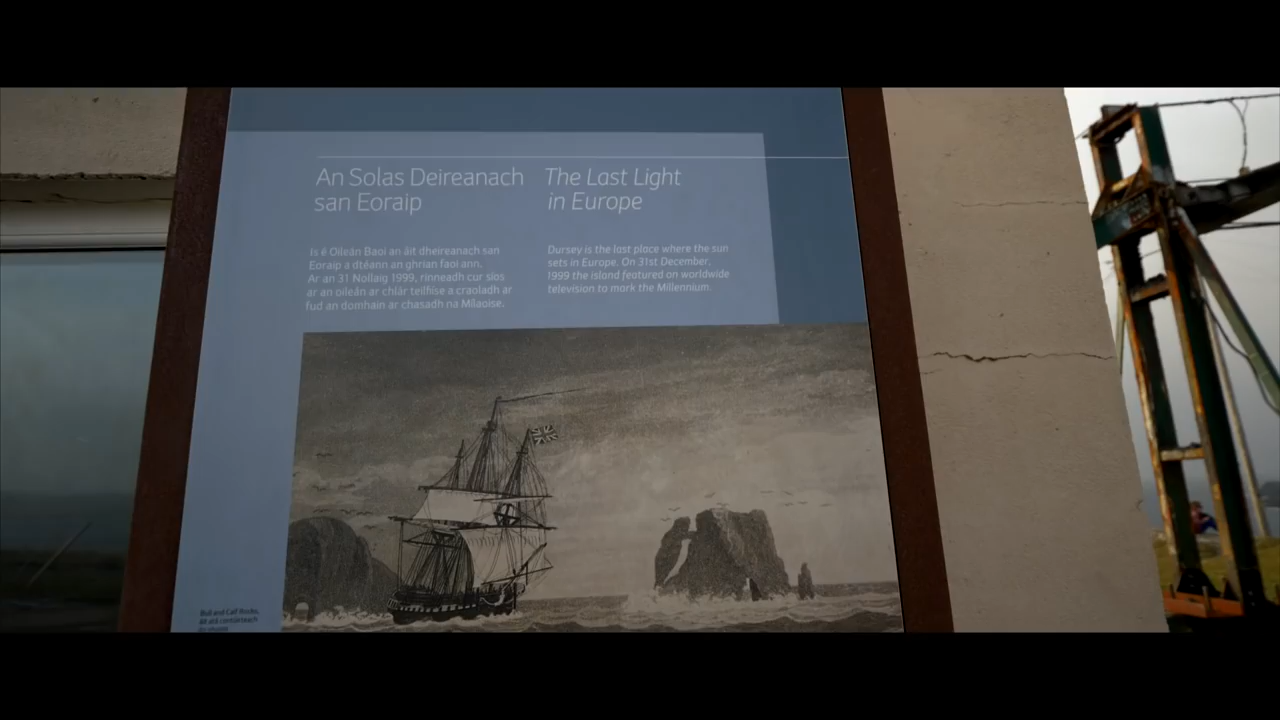 An Solas Deireanach
san Eoraip
The Last Light
in Europe
Is é Oileán Baoi an áit dheireanach san
Eoraip a dtéann an ghrian faoi ann.
Ar an 31 Nollaig 1999, rinneadh cur síos
ar an oileán ar chlár teilifíse a craoladh ar
fud an domhain ar chasadh na Mílaoise.
Dursey is the last place where the sun
sets in Europe. On 31st December,
1999 the island featured on worldwide
television to mark the Millennium.
Bull and Calf Rocks,
áit atá contúirteach